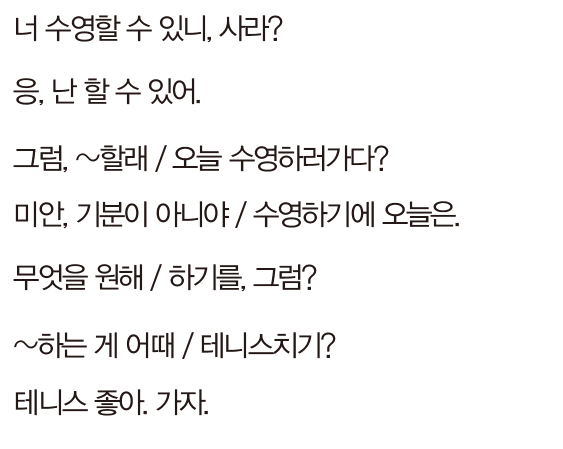 너 수영할 수 있니, 사라?
응, 난 할 수 있어.
그럼, ~할래 / 오늘 수영하러가다?
미안, 기분이 아니야 / 수영하기에 오늘은.
무엇을 원해 / 하기를, 그럼?
~하는 게 어때 / 테니스치기?
테니스 좋아. 가자.